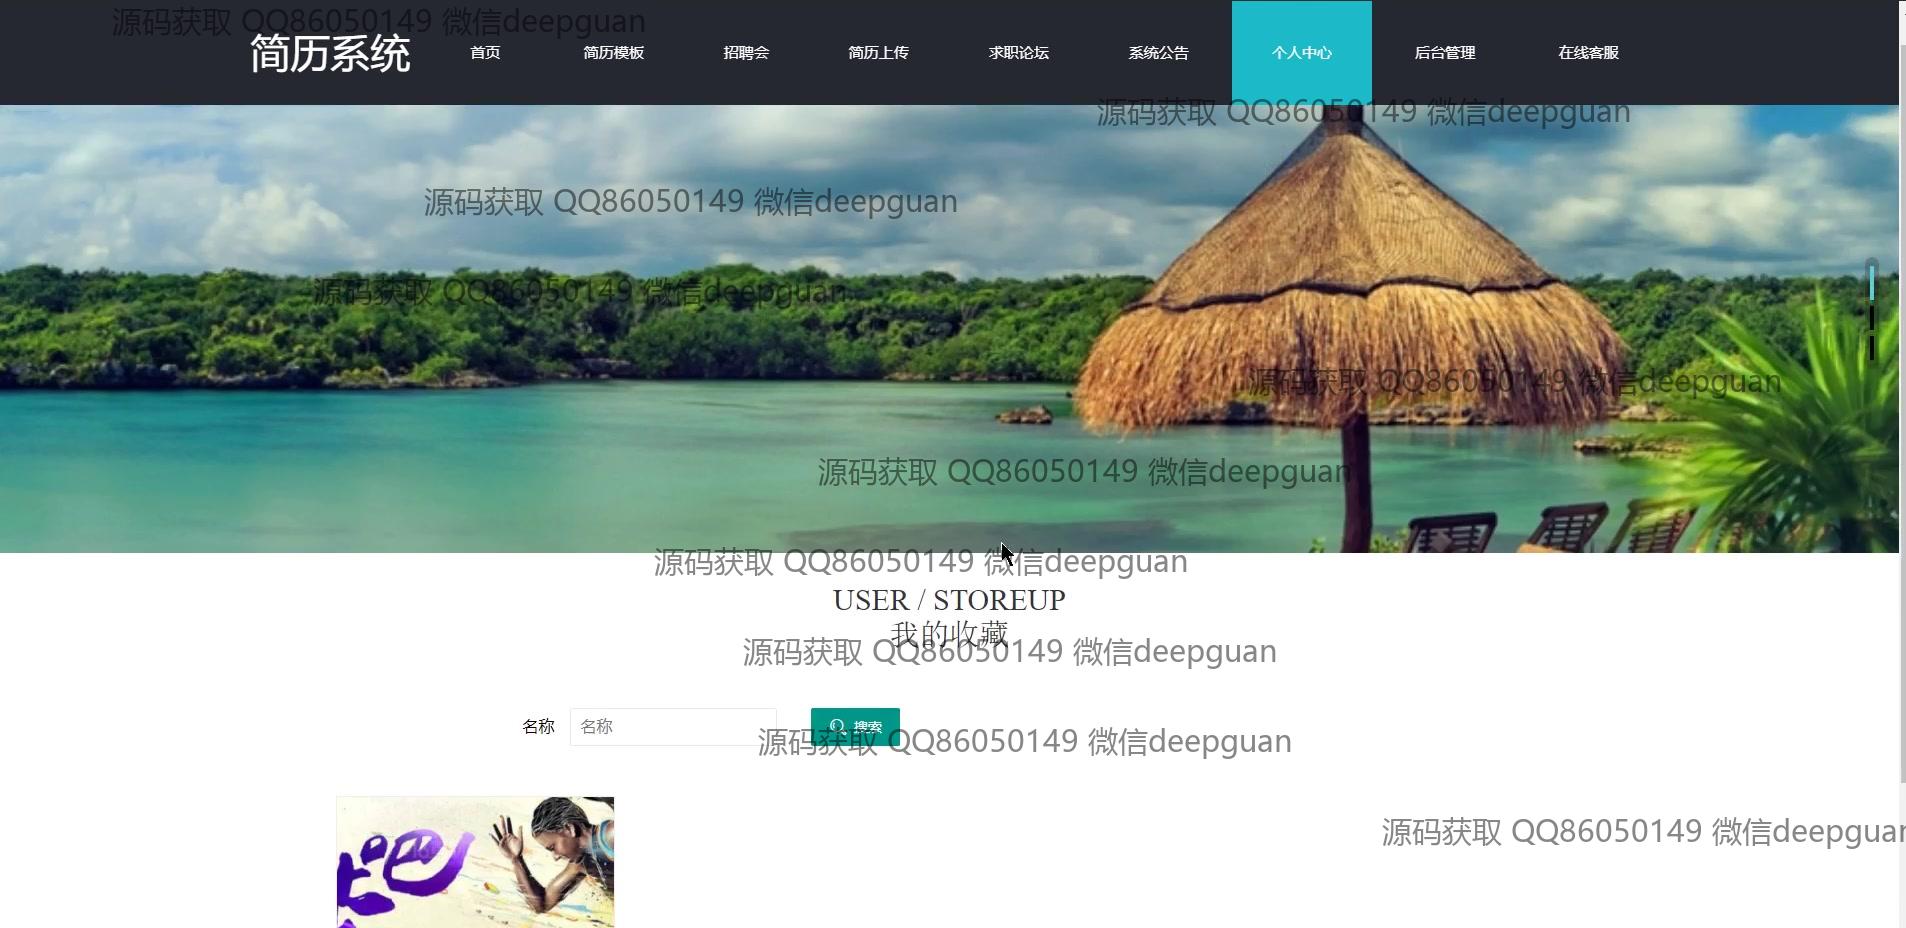 源码获取 QQ86050149 微信deepguan
简历系统
首页
简历模板
招聘会
简历上传
求职论坛
系统公告
个人中心
后台管理
在线客服
源码获取 QQ86050149 微信deepguan
源码获取 QQ86050149 微信deepguan
源码获取 QQ86050149 微信deepguan
源码获取 QQ86050149 微信deepguan
源码获取 QQ86050149 微信deepguan
源码获取 QQ86050149 微信deepguan
USER / STOREUP
我的收藏
源码获取 QQ86050149 微信deepguan
名称
名称
搜索
源码获取 QQ86050149 微信deepguan
源码获取 QQ86050149 微信deepguan
吧